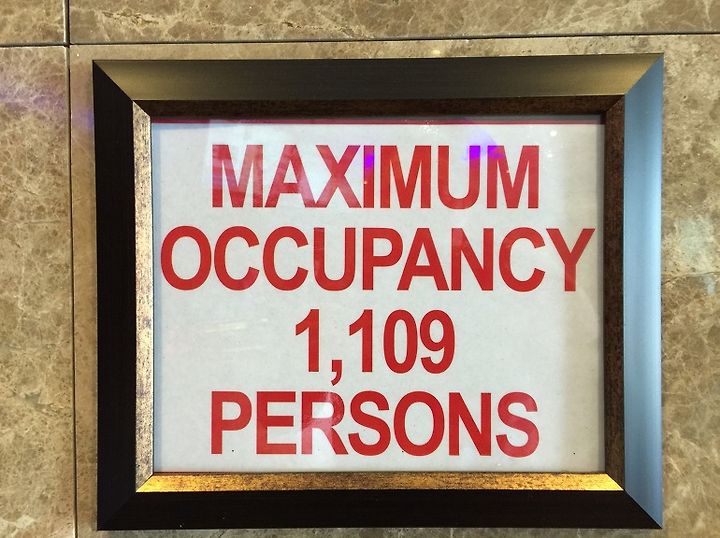 MAXIMUM
OCCUPANCY
1,109
PERSONS